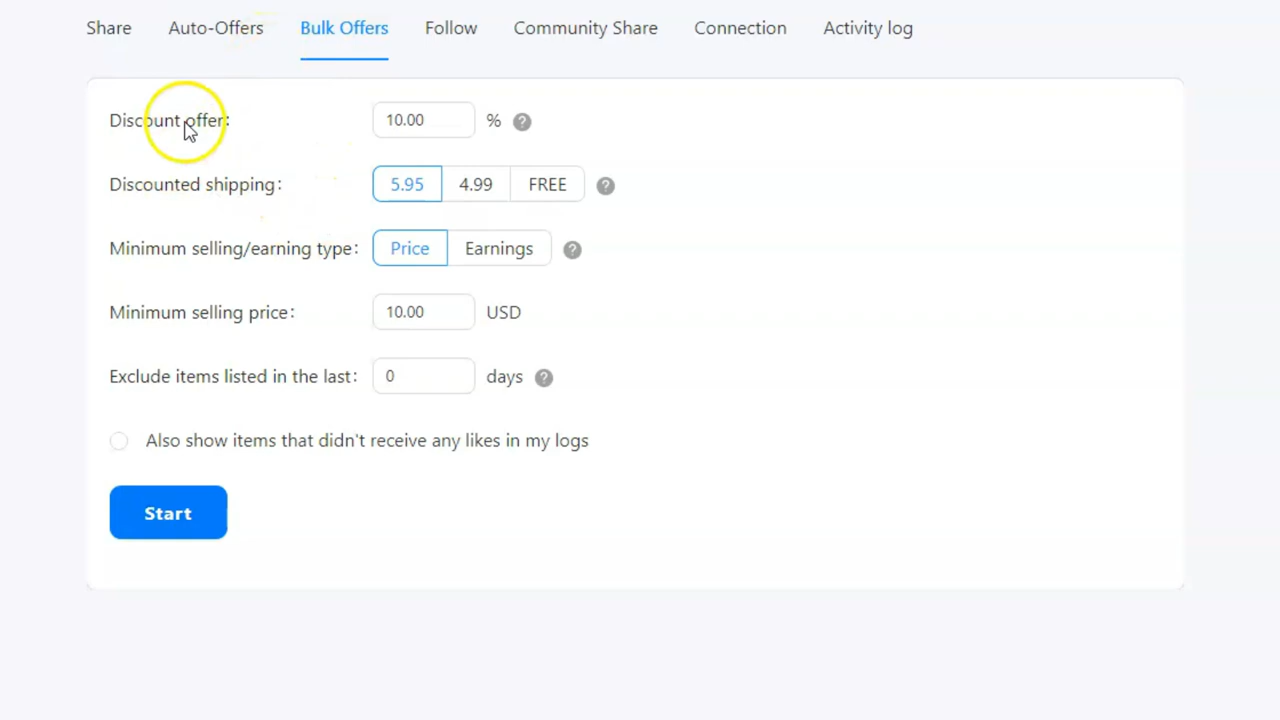 Share Auto-Offers Bulk Offers Follow Community Share Connection Activity log
Discount offer: 10.00 % ?
Discounted shipping: 5.95 4.99 FREE ?
Minimum selling/earning type: Price Earnings ?
Minimum selling price: 10.00 USD
Exclude items listed in the last: 0 days ?
Also show items that didn't receive any likes in my logs
Start